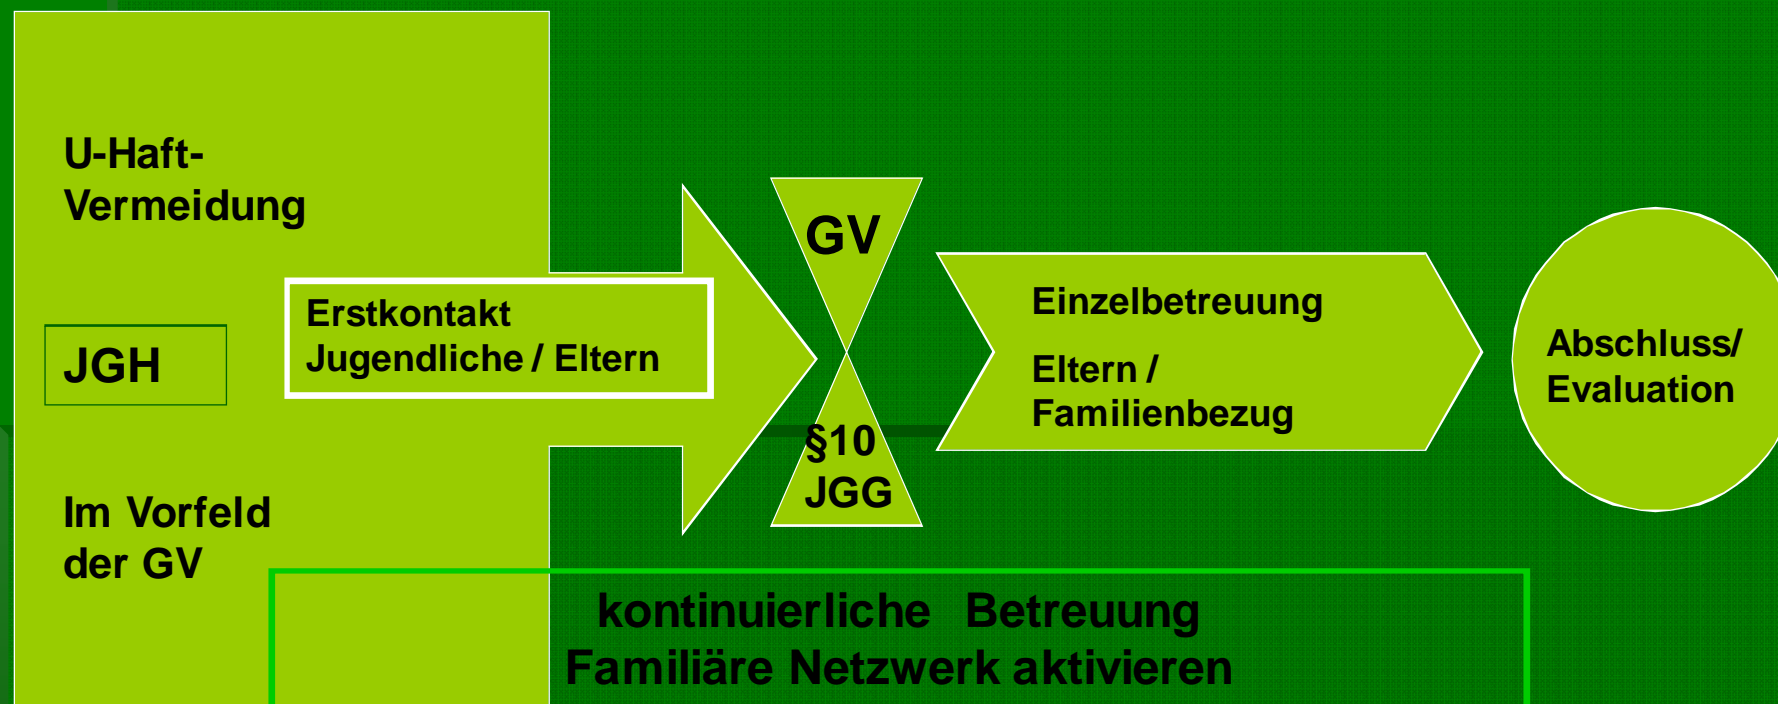 U-Haft-
Vermeidung
JGH
Im Vorfeld
der GV
Erstkontakt
Jugendliche / Eltern
GV
§10
JGG
Einzelbetreuung
Eltern /
Familienbezug
Abschluss/
Evaluation
kontinuierliche Betreuung
Familiäre Netzwerk aktivieren